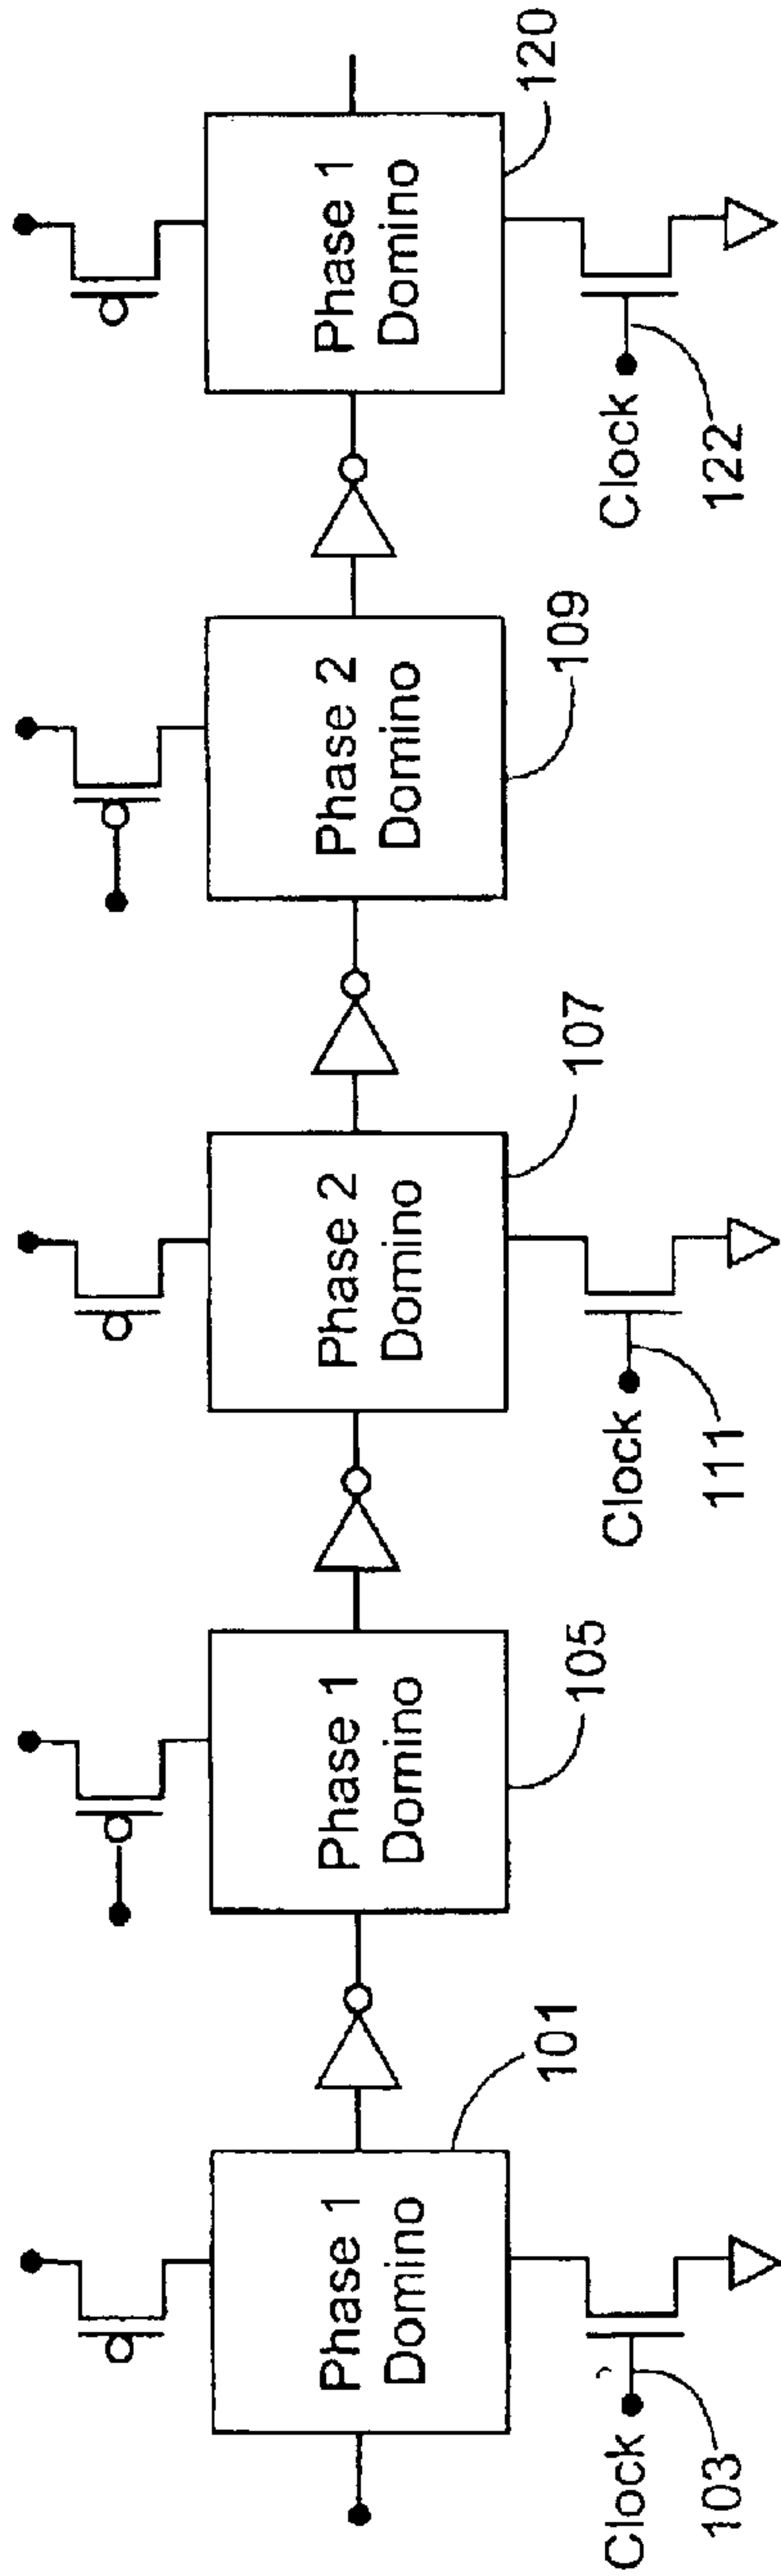 Phase 1
Domino
101
Clock
103
Phase 1
Domino
105
Phase 2
Domino
107
Clock
111
Phase 2
Domino
109
Phase 1
Domino
120
Clock
122